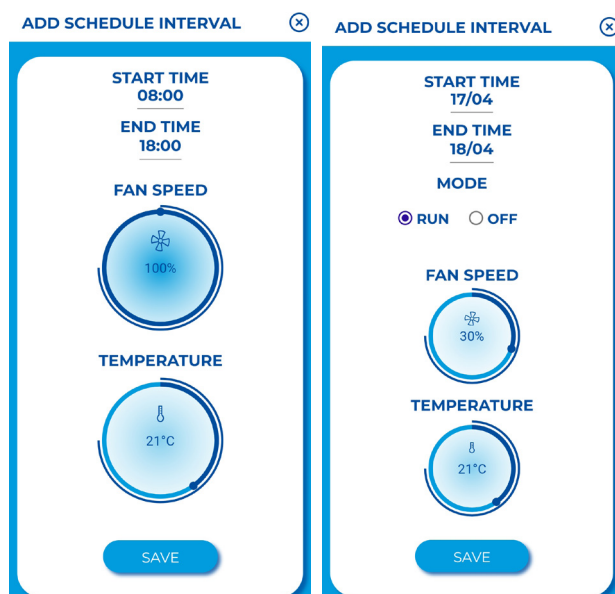 ADD SCHEDULE INTERVAL
START TIME
08:00
END TIME
18:00
FAN SPEED
100%
TEMPERATURE
21°C
SAVE
ADD SCHEDULE INTERVAL
START TIME
17/04
END TIME
18/04
MODE
RUN OFF
FAN SPEED
30%
TEMPERATURE
21°C
SAVE